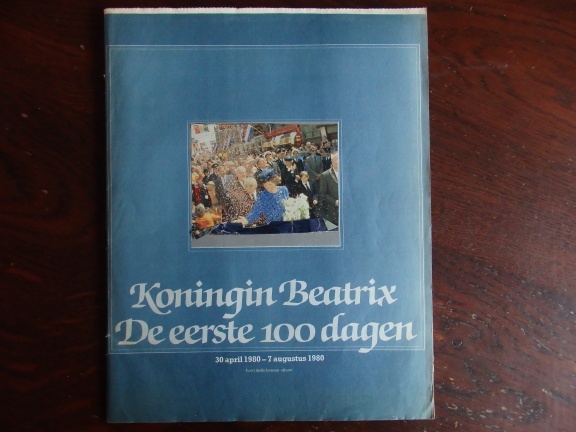 Koningin Beatrix
De eerste 100 dagen
30 april 1980 – 7 augustus 1980